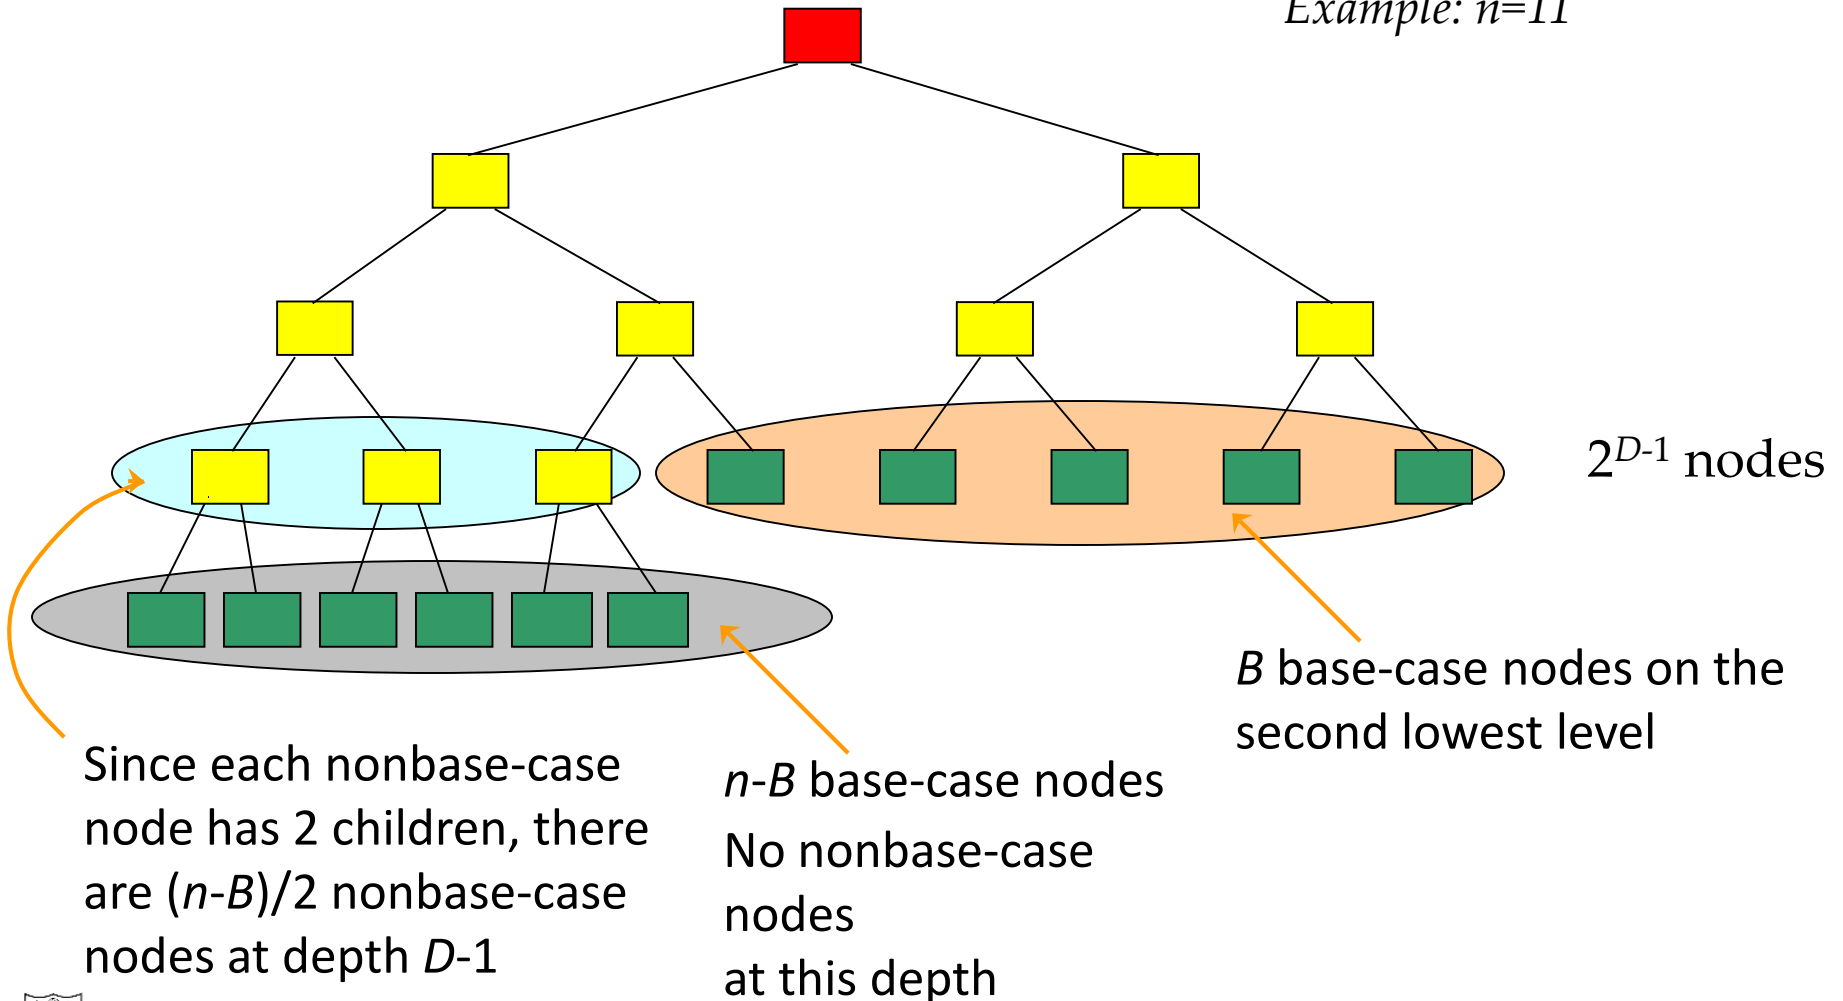 Example: n=11
2^{D-1} nodes
B base-case nodes on the
second lowest level
Since each nonbase-case
node has 2 children, there
are (n-B)/2 nonbase-case
nodes at depth D-1
n-B base-case nodes
No nonbase-case
nodes
at this depth